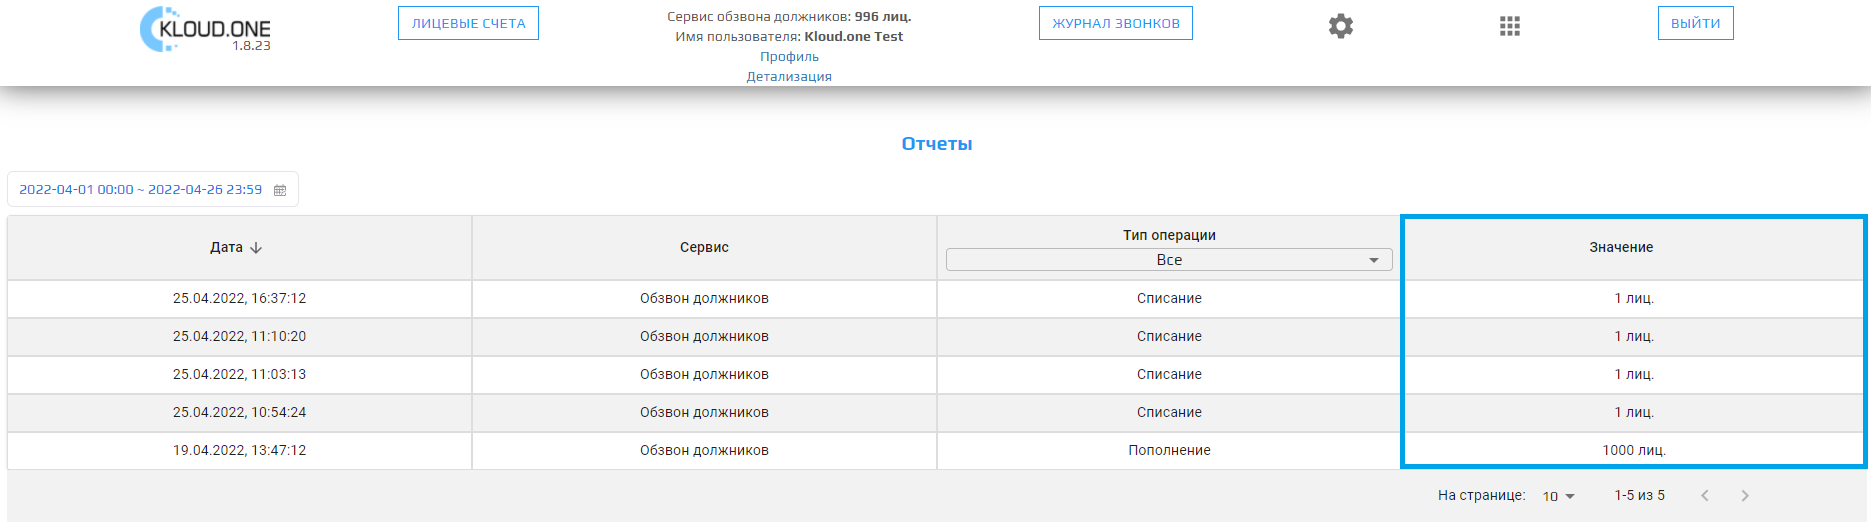 KLOUD.ONE
1.8.23
ЛИЦЕВЫЕ СЧЕТА
Сервис обзвона должников: 996 лиц.
Имя пользователя: Kloud.one Test
Профиль
Детализация
ЖУРНАЛ ЗВОНКОВ
ВЫЙТИ
Отчеты
2022-04-01 00:00 ~ 2022-04-26 23:59
Дата Сервис Тип операции Значение
Все
25.04.2022, 16:37:12 Обзвон должников Списание 1 лиц.
25.04.2022, 11:10:20 Обзвон должников Списание 1 лиц.
25.04.2022, 11:03:13 Обзвон должников Списание 1 лиц.
25.04.2022, 10:54:24 Обзвон должников Списание 1 лиц.
19.04.2022, 13:47:12 Обзвон должников Пополнение 1000 лиц.
На странице: 10 1-5 из 5